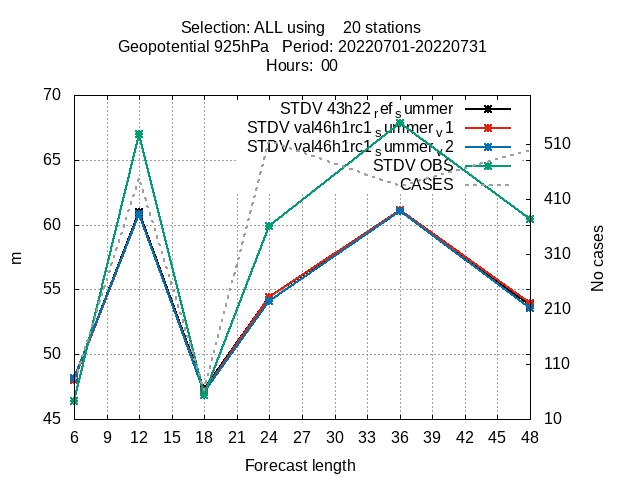 Selection: ALL using 20 stations
Geopotential 925hPa Period: 20220701-20220731
Hours: 00
70
65
60
55
50
45
m
STDV 43h22_ref_summer
STDV val46h1rc1_summer_v1
STDV val46h1rc1_summer_v2
STDV OBS
CASES
510
410
310
210
110
10
No cases
6 9 12 15 18 21 24 27 30 33 36 39 42 45 48
Forecast length